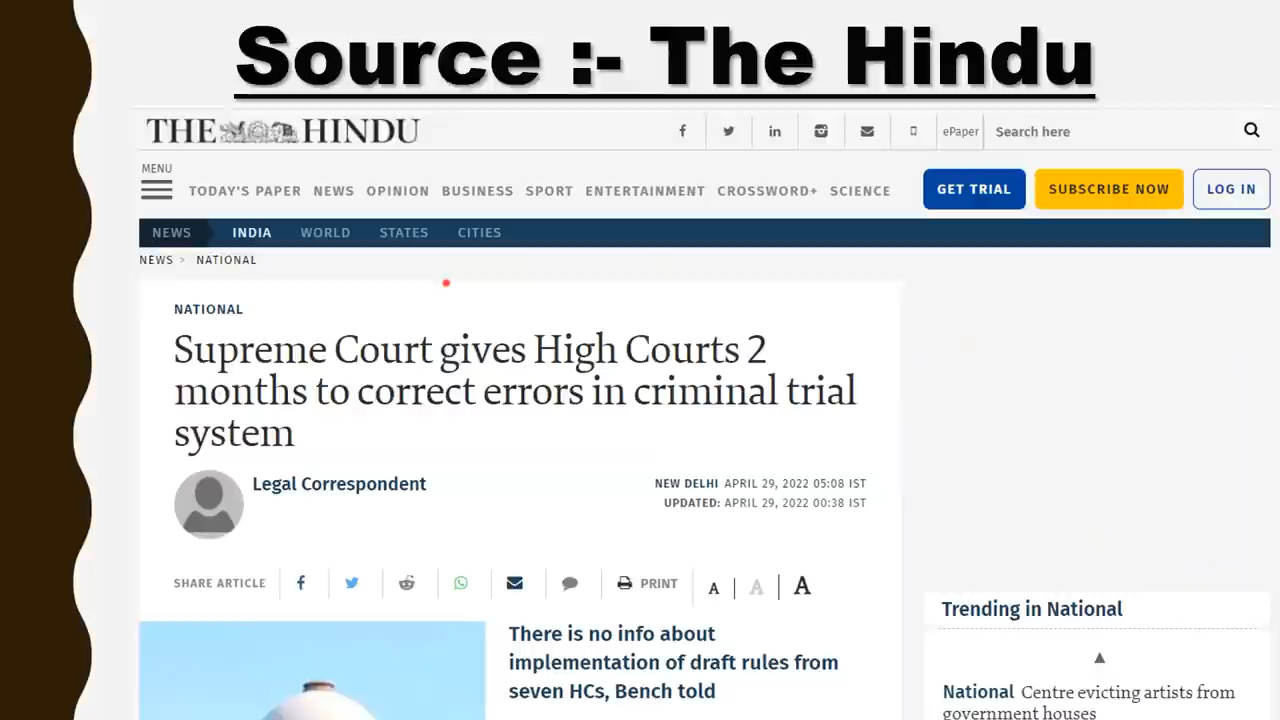 Source :- The Hindu
THE HINDU
ePaper
Search here
MENU
TODAY'S PAPER NEWS OPINION BUSINESS SPORT ENTERTAINMENT CROSSWORD+ SCIENCE
GET TRIAL
SUBSCRIBE NOW
LOG IN
NEWS INDIA WORLD STATES CITIES
NEWS > NATIONAL
NATIONAL
Supreme Court gives High Courts 2
months to correct errors in criminal trial
system
Legal Correspondent
NEW DELHI APRIL 29, 2022 05:08 IST
UPDATED: APRIL 29, 2022 00:38 IST
SHARE ARTICLE
PRINT
A | A | A
There is no info about
implementation of draft rules from
seven HCs, Bench told
Trending in National
National Centre evicting artists from
government houses